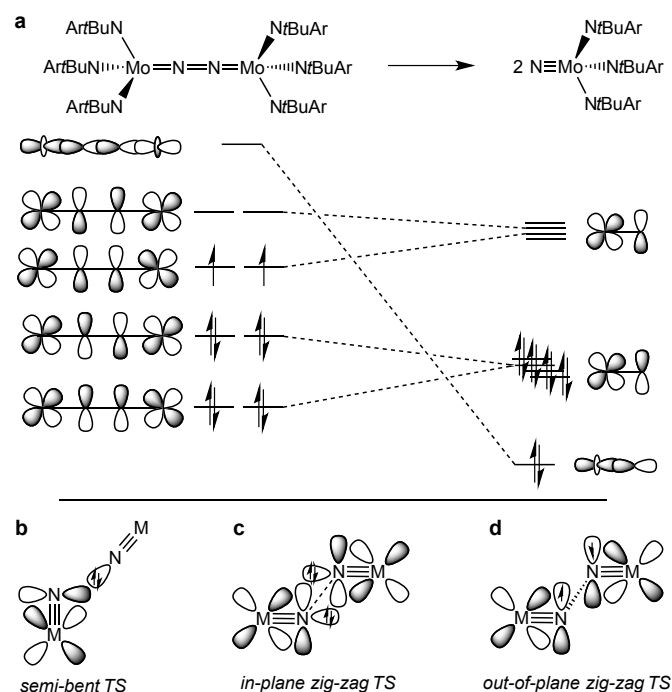 a
ArtBuN NtBuAr NtBuAr
ArtBuN Mo=N=N=Mo NtBuAr 2 N≡Mo NtBuAr
ArtBuN NtBuAr NtBuAr
b c d
M
N N≡M N≡M
N
M M≡N M≡N
semi-bent TS in-plane zig-zag TS out-of-plane zig-zag TS